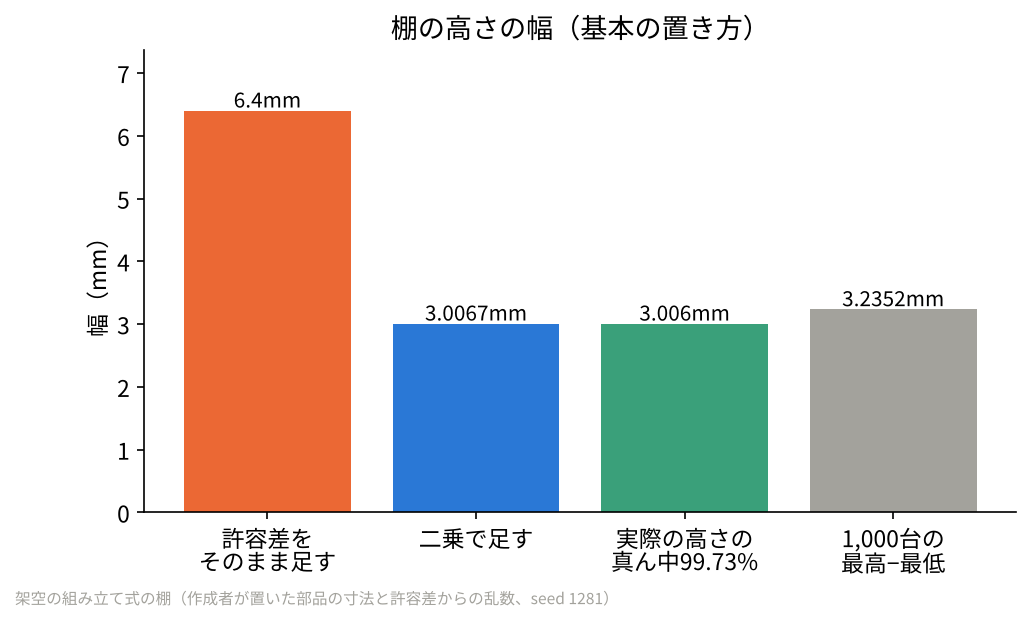 棚の高さの幅（基本の置き方）
幅（mm）
7
6
5
4
3
2
1
0
6.4mm
3.0067mm
3.006mm
3.2352mm
許容差を
そのまま足す
二乗で足す
実際の高さの
真ん中99.73%
1,000台の
最高−最低
架空の組み立て式の棚（作成者が置いた部品の寸法と許容差からの乱数、seed 1281）